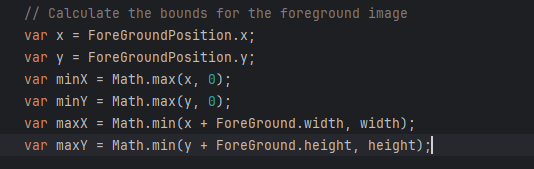 // Calculate the bounds for the foreground image
var x = ForeGroundPosition.x;
var y = ForeGroundPosition.y;
var minX = Math.max(x, 0);
var minY = Math.max(y, 0);
var maxX = Math.min(x + ForeGround.width, width);
var maxY = Math.min(y + ForeGround.height, height);